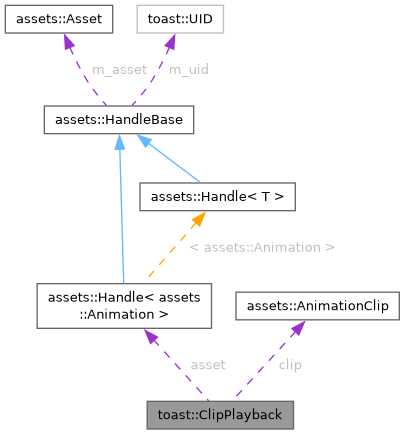 assets::Asset
toast::UID
m_asset
m_uid
assets::HandleBase
assets::Handle< T >
< assets::Animation >
assets::Handle< assets
::Animation >
assets::AnimationClip
asset
clip
toast::ClipPlayback